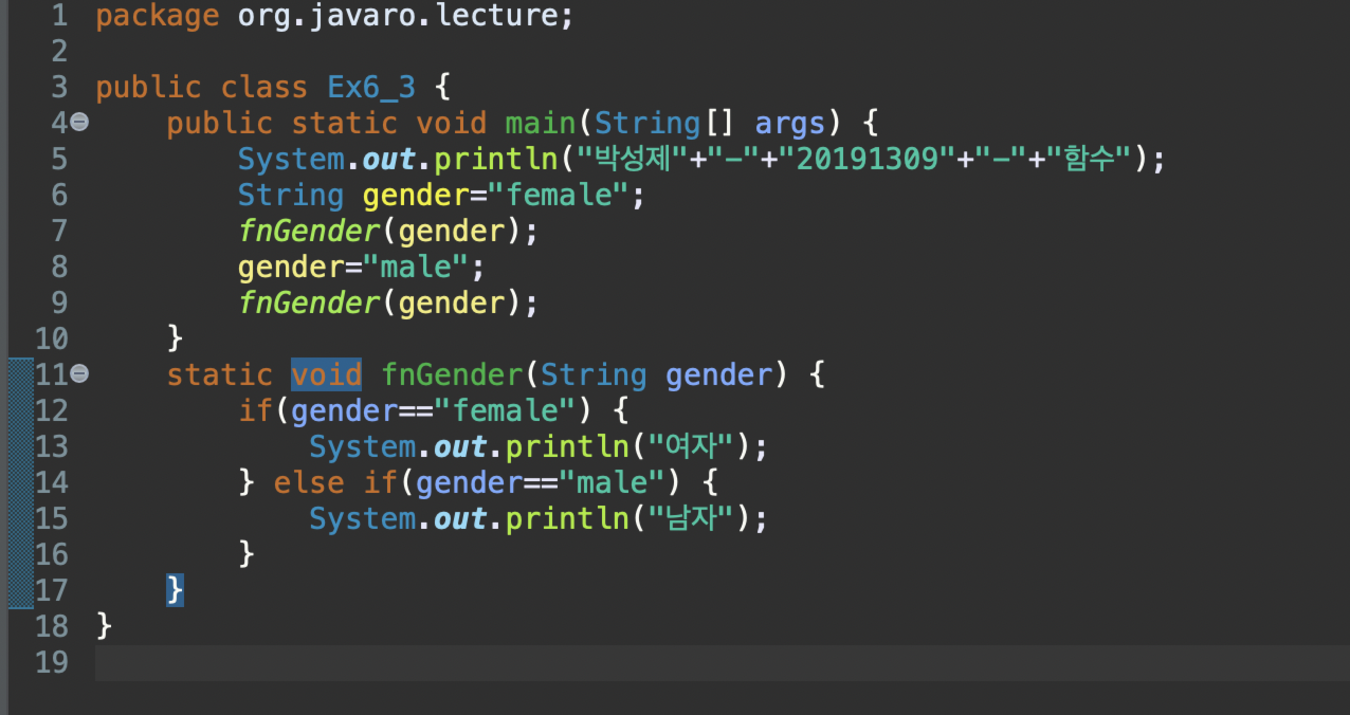 1 package org.javaro.lecture;
2
3 public class Ex6_3 {
4     public static void main(String[] args) {
5         System.out.println("박성제"+"-"+"20191309"+"-"+"함수");
6         String gender="female";
7         fnGender(gender);
8         gender="male";
9         fnGender(gender);
10     }
11     static void fnGender(String gender) {
12         if(gender=="female") {
13             System.out.println("여자");
14         } else if(gender=="male") {
15             System.out.println("남자");
16         }
17     }
18 }
19